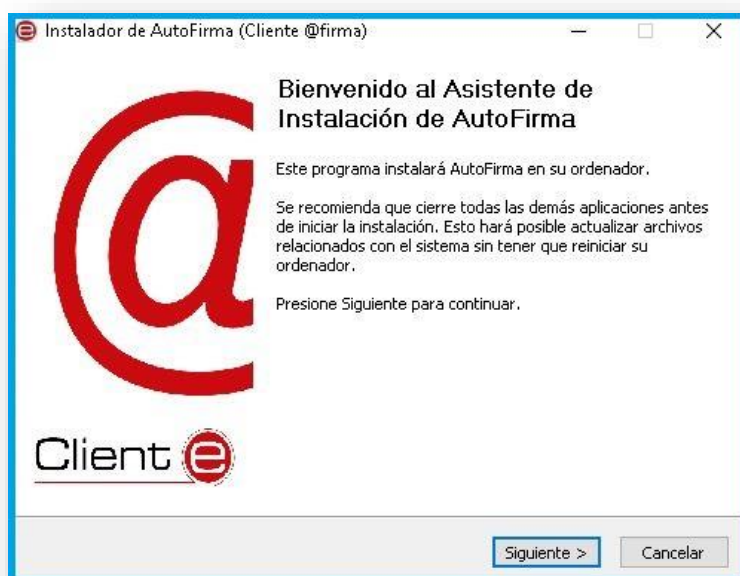 Instalador de AutoFirma (Cliente @firma)
Bienvenido al Asistente de
Instalación de AutoFirma
Este programa instalará AutoFirma en su ordenador.
Se recomienda que cierre todas las demás aplicaciones antes
de iniciar la instalación. Esto hará posible actualizar archivos
relacionados con el sistema sin tener que reiniciar su
ordenador.
Presione Siguiente para continuar.
@
Client e
Siguiente > Cancelar